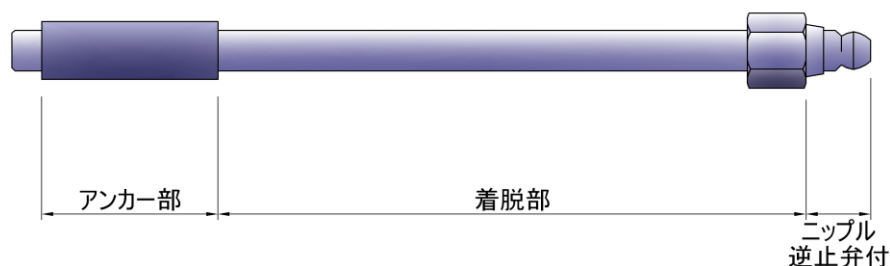 アンカー部
着脱部
ニップル
逆止弁付